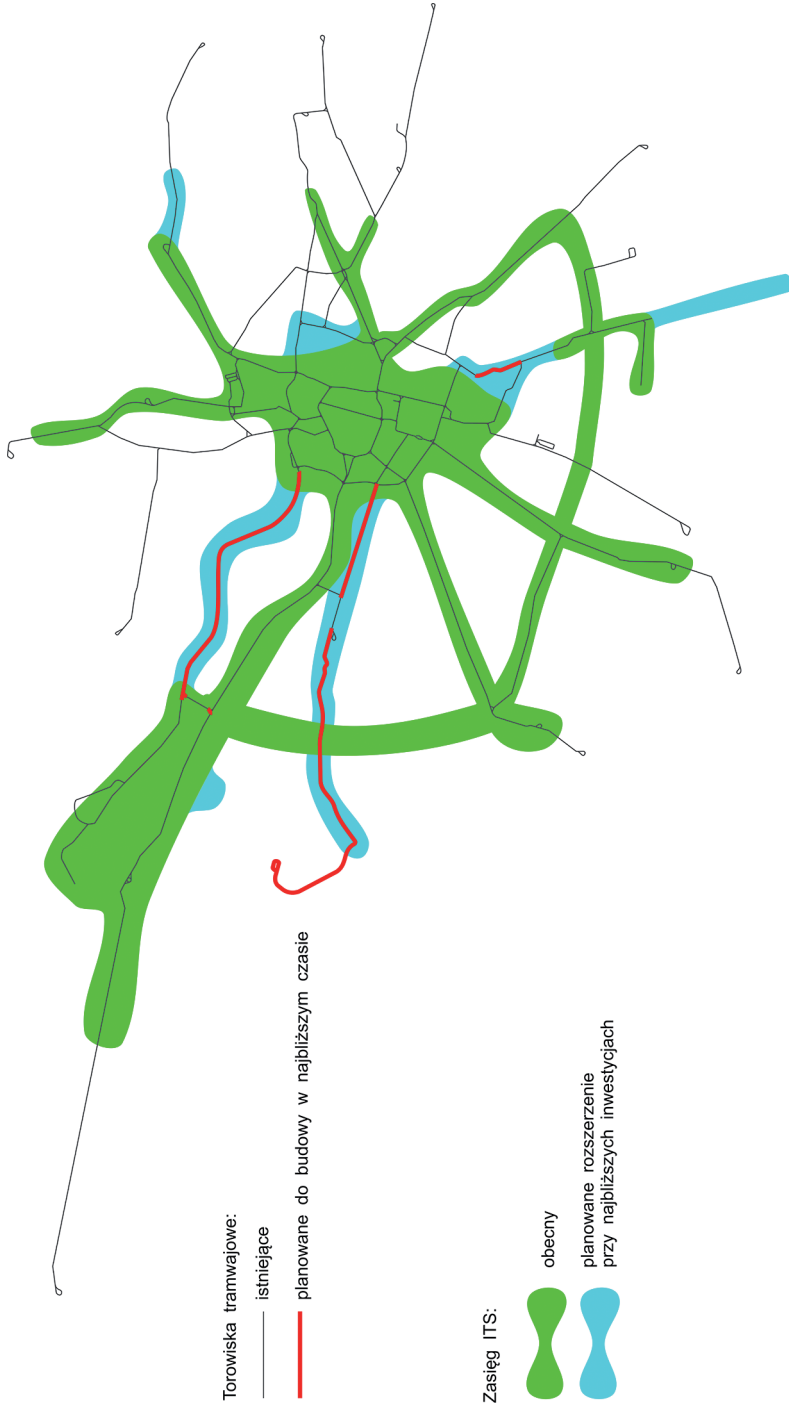 Torowiska tramwajowe:
istniejące
planowane do budowy w najbliższym czasie
Zasięg ITS:
obecny
planowane rozszerzenie
przy najbliższych inwestycjach